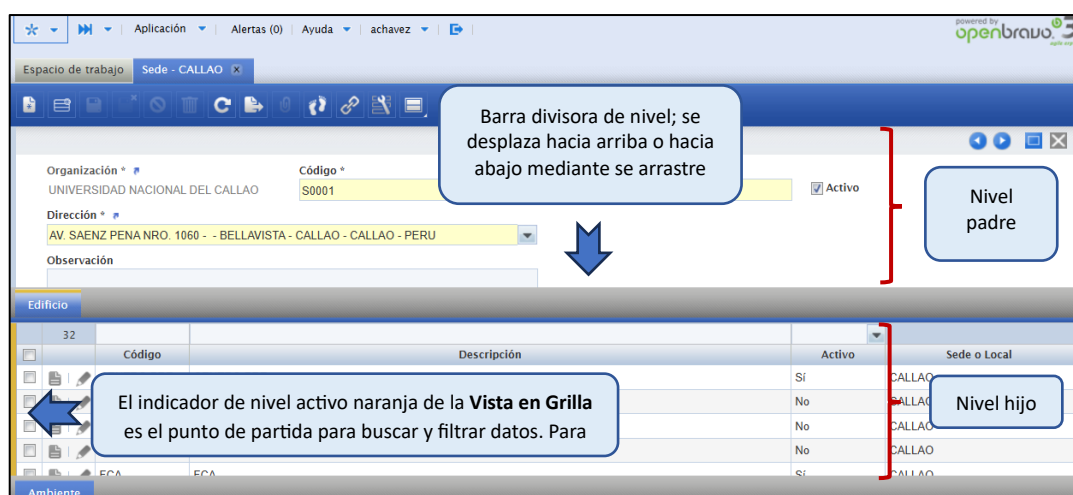 Aplicación Alertas (0) Ayuda achavez
powered by
openbravo 3
Espacio de trabajo Sede - CALLAO
Barra divisora de nivel; se
desplaza hacia arriba o hacia
abajo mediante se arrastre
Organización * Código *
UNIVERSIDAD NACIONAL DEL CALLAO S0001 Activo
Nivel
padre
Dirección *
AV. SAENZ PENA NRO. 1060 - - BELLAVISTA - CALLAO - CALLAO - PERU
Observación
Edificio
32
Código Descripción Activo Sede o Local
Sí CALLAO
No CALLAO
No CALLAO
No CALLAO
Sí CALLAO
El indicador de nivel activo naranja de la Vista en Grilla
es el punto de partida para buscar y filtrar datos. Para
Nivel hijo
Ambiente